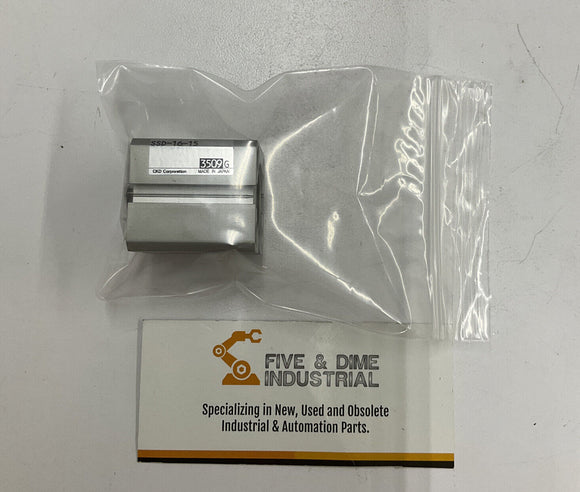 SSD-16-15
3509 G
CKD Corporation MADE IN JAPAN
FIVE & DIME
INDUSTRIAL
Specializing in New, Used and Obsolete
Industrial & Automation Parts.